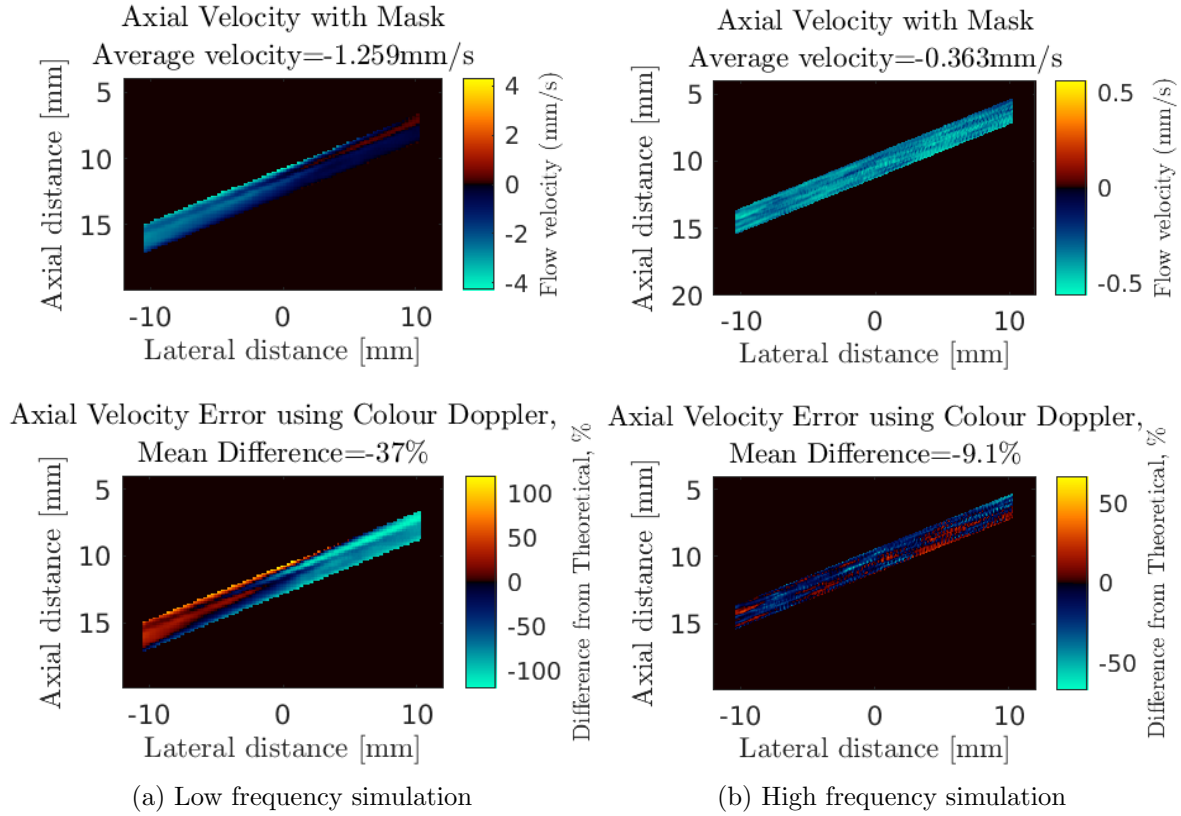 Axial Velocity with Mask
Average velocity=-1.259mm/s
5
10
15
Axial distance [mm]
-10
0
10
Lateral distance [mm]
4
2
0
-2
-4
Flow velocity (mm/s)
Axial Velocity with Mask
Average velocity=-0.363mm/s
5
10
15
20
Axial distance [mm]
-10
0
10
Lateral distance [mm]
0.5
0
-0.5
Flow velocity (mm/s)
Axial Velocity Error using Colour Doppler,
Mean Difference=-37%
5
10
15
Axial distance [mm]
-10
0
10
Lateral distance [mm]
100
50
0
-50
-100
Difference from Theoretical, %
Axial Velocity Error using Colour Doppler,
Mean Difference=-9.1%
5
10
15
Axial distance [mm]
-10
0
10
Lateral distance [mm]
50
0
-50
Difference from Theoretical, %
(a) Low frequency simulation
(b) High frequency simulation